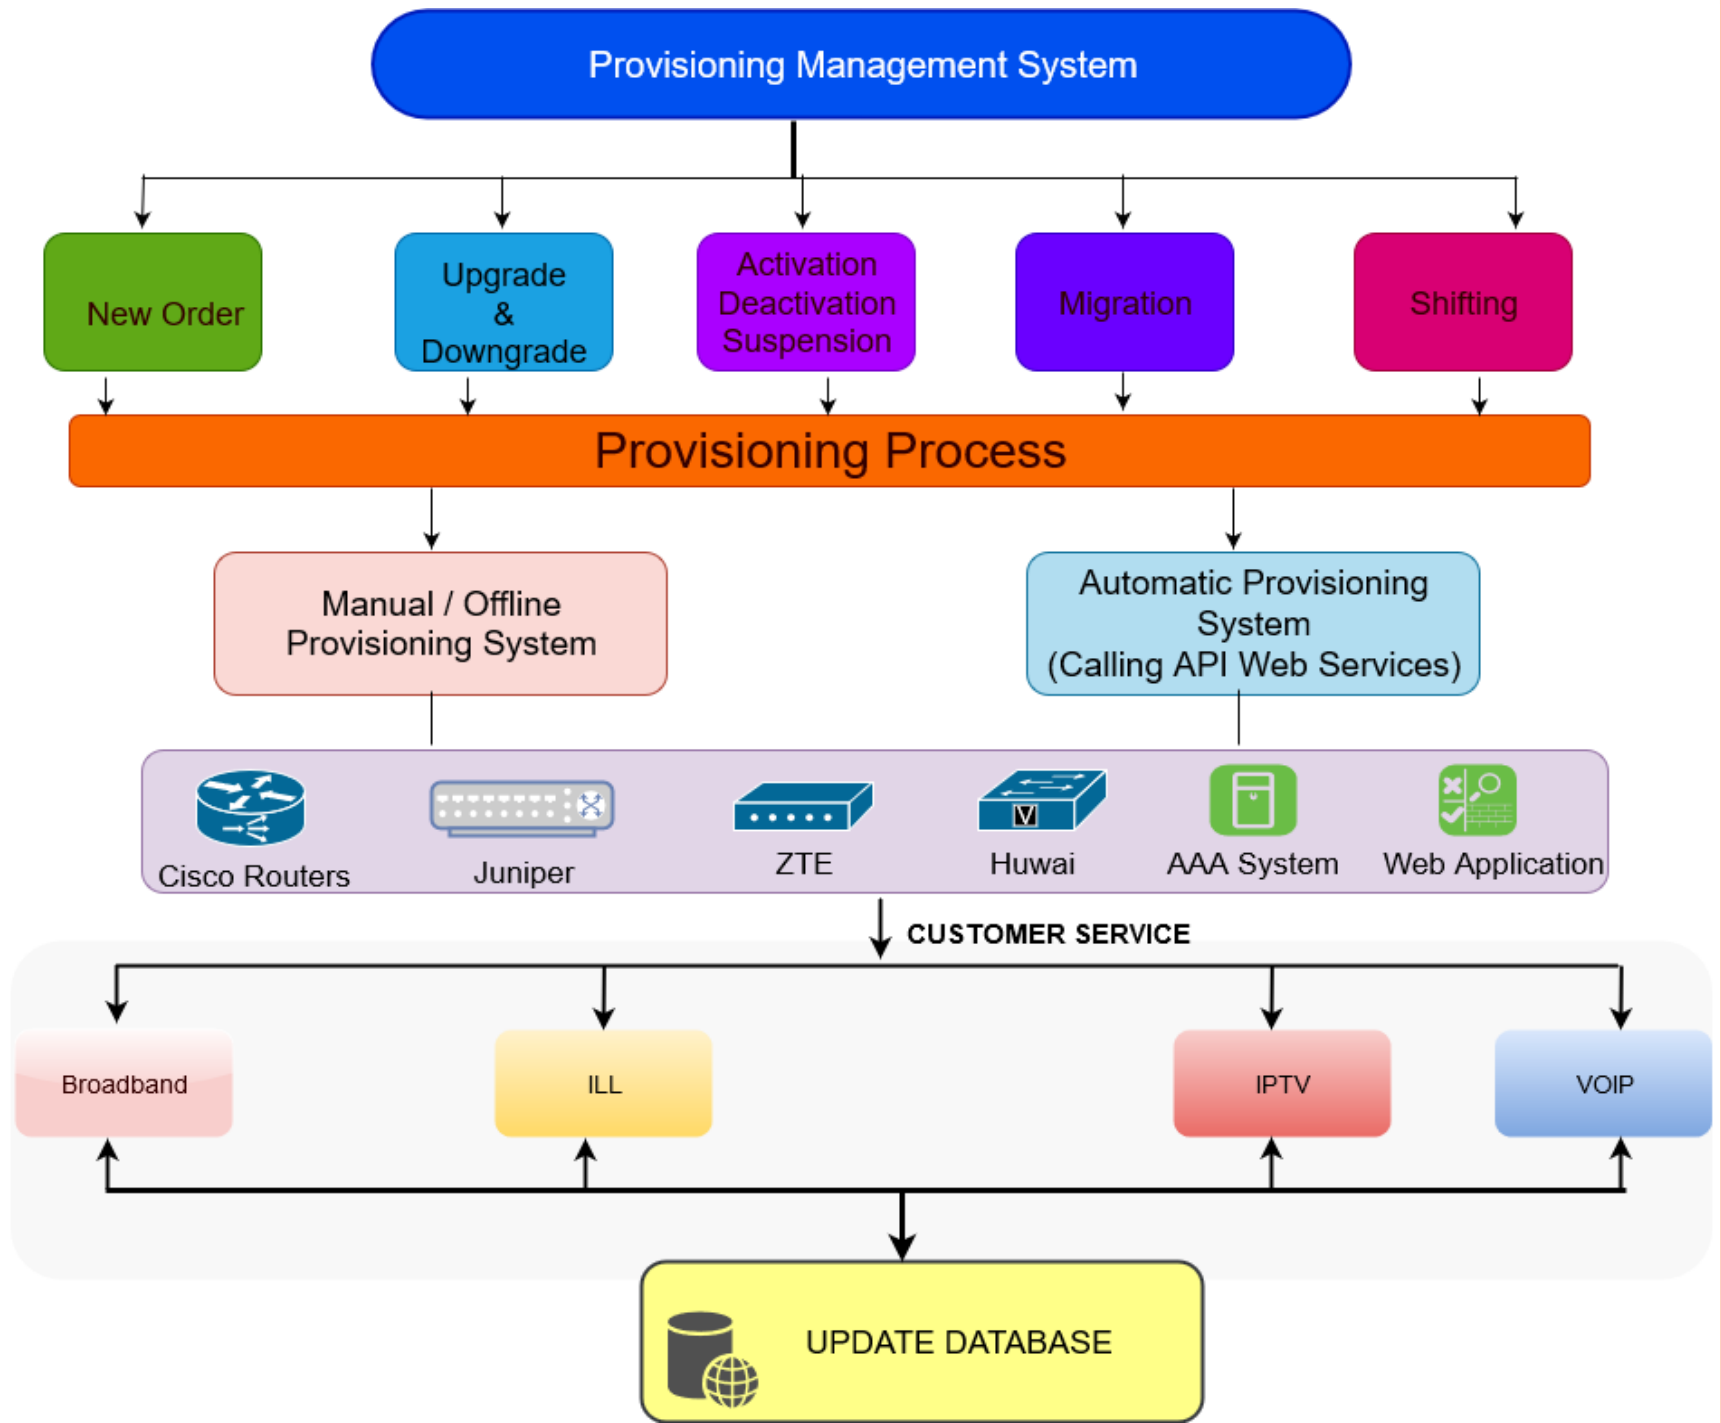 Provisioning Management System
New Order
Upgrade
&
Downgrade
Activation
Deactivation
Suspension
Migration
Shifting
Provisioning Process
Manual / Offline
Provisioning System
Automatic Provisioning
System
(Calling API Web Services)
Cisco Routers
Juniper
ZTE
V
Huwai
AAA System
Web Application
CUSTOMER SERVICE
Broadband
ILL
IPTV
VOIP
UPDATE DATABASE